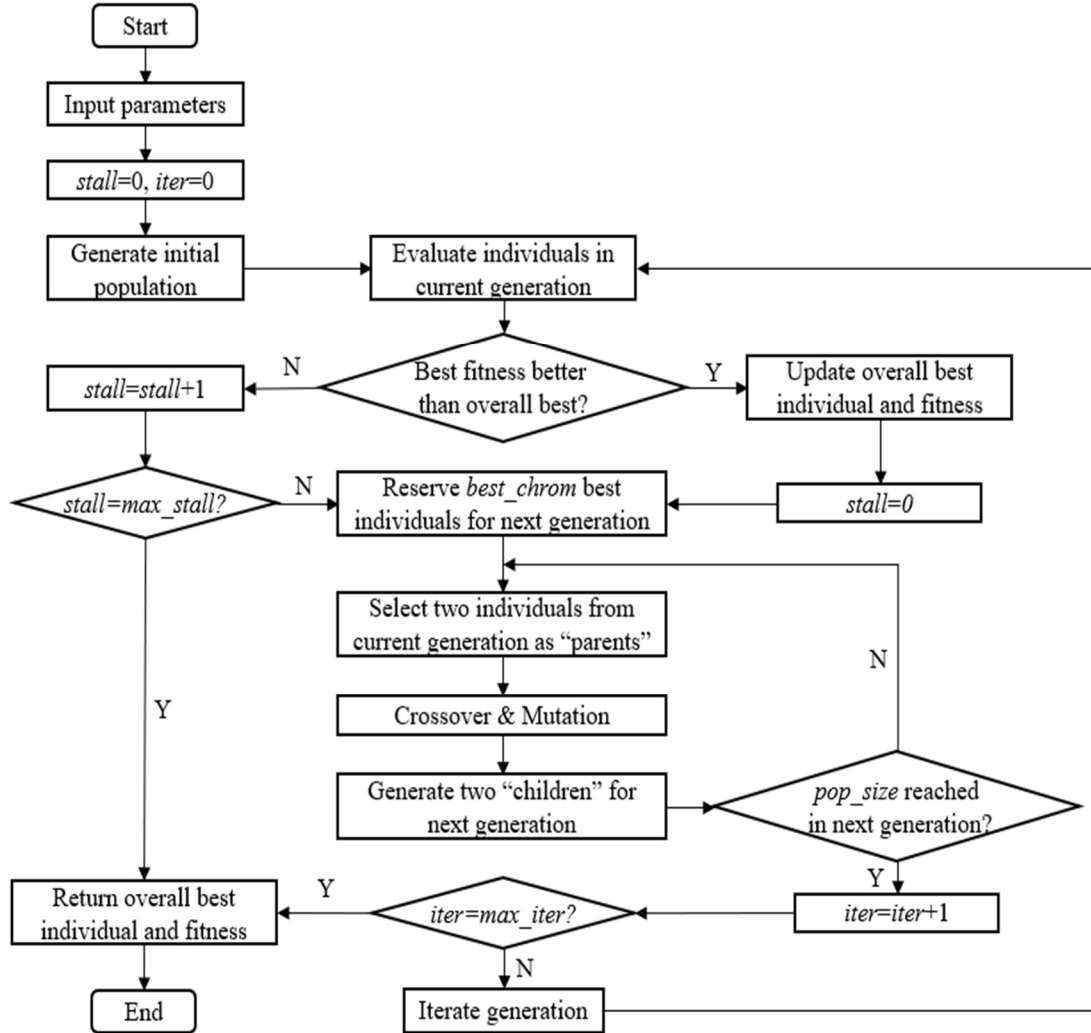 Start
Input parameters
stall=0, iter=0
Generate initial
population
Evaluate individuals in
current generation
Best fitness better
than overall best?
N
Y
stall=stall+1
Update overall best
individual and fitness
stall=max_stall?
N
Reserve best_chrom best
individuals for next generation
stall=0
Select two individuals from
current generation as “parents”
N
Y
Crossover & Mutation
Generate two “children” for
next generation
pop_size reached
in next generation?
Y
Return overall best
individual and fitness
Y
iter=max_iter?
iter=iter+1
N
End
Iterate generation